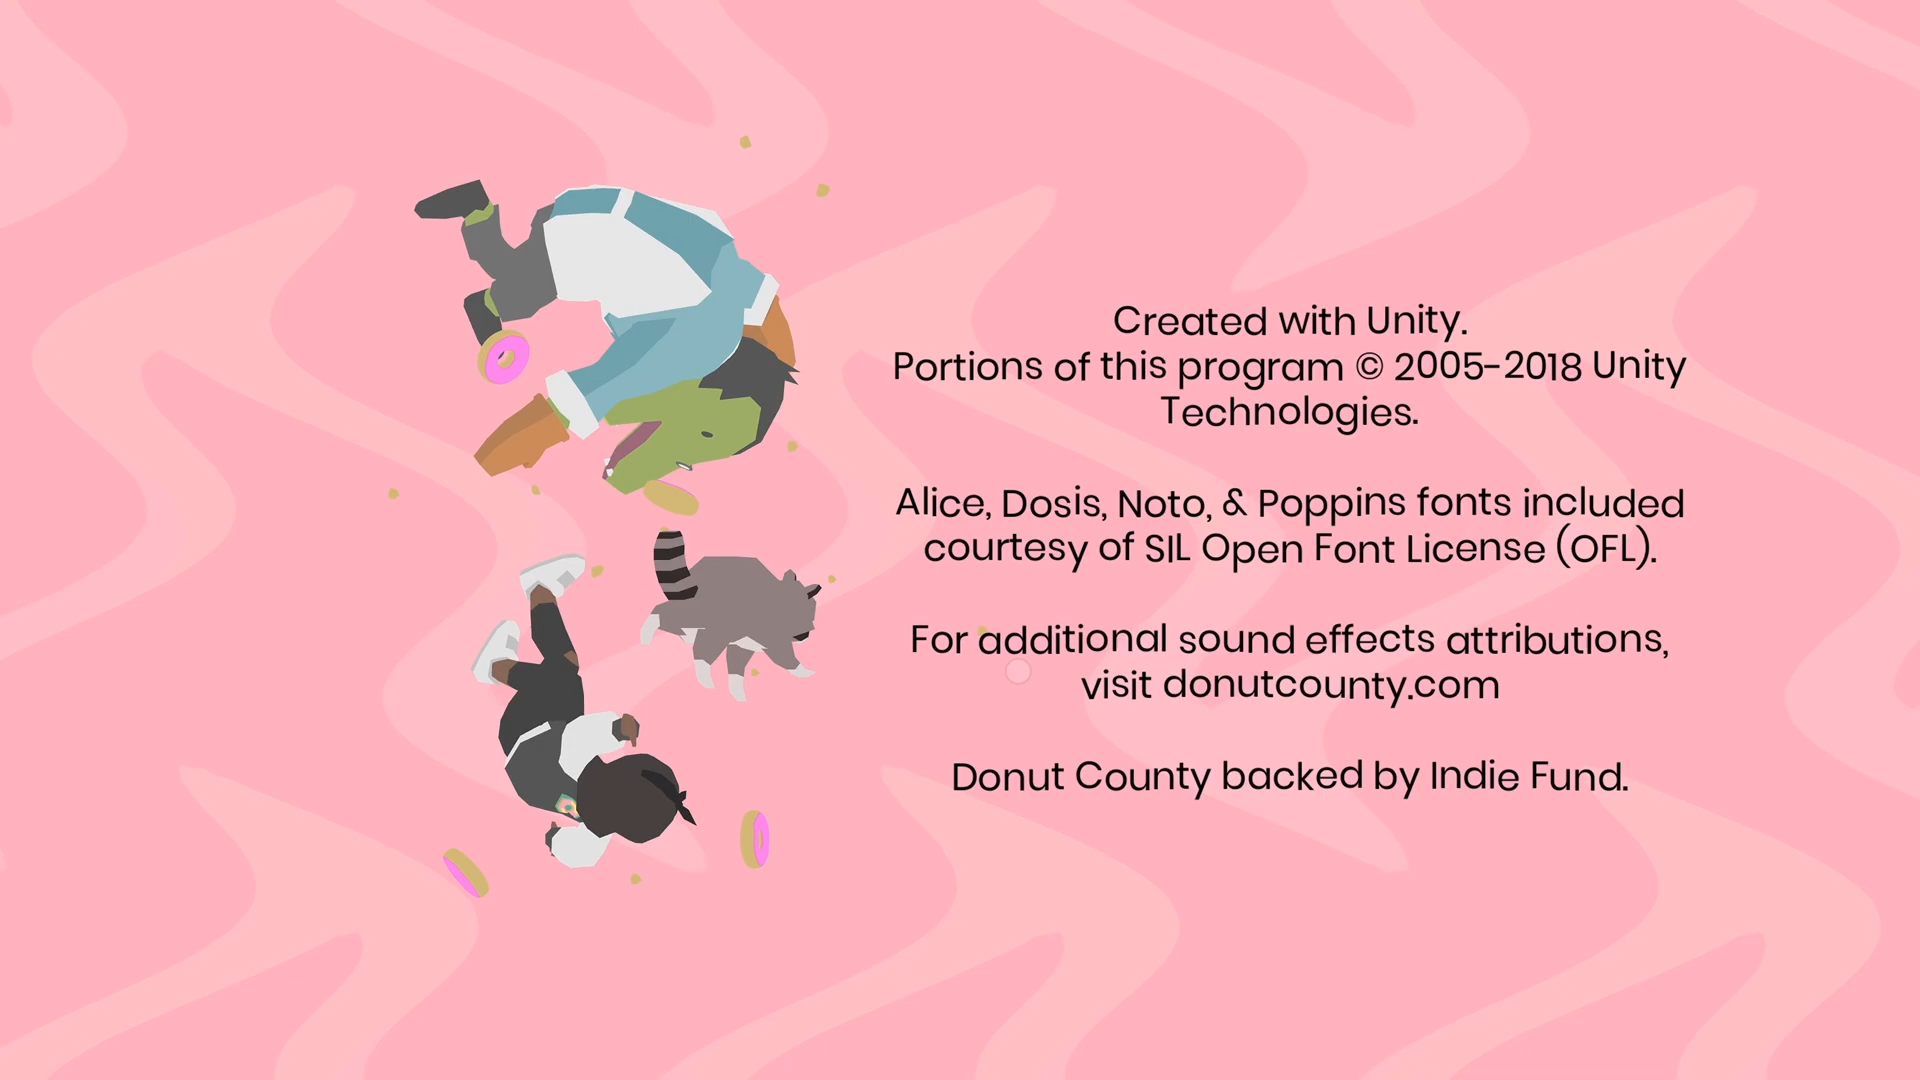 Created with Unity.
Portions of this program © 2005-2018 Unity
Technologies.
Alice, Dosis, Noto, & Poppins fonts included
courtesy of SIL Open Font License (OFL).
For additional sound effects attributions,
visit donutcounty.com
Donut County backed by Indie Fund.